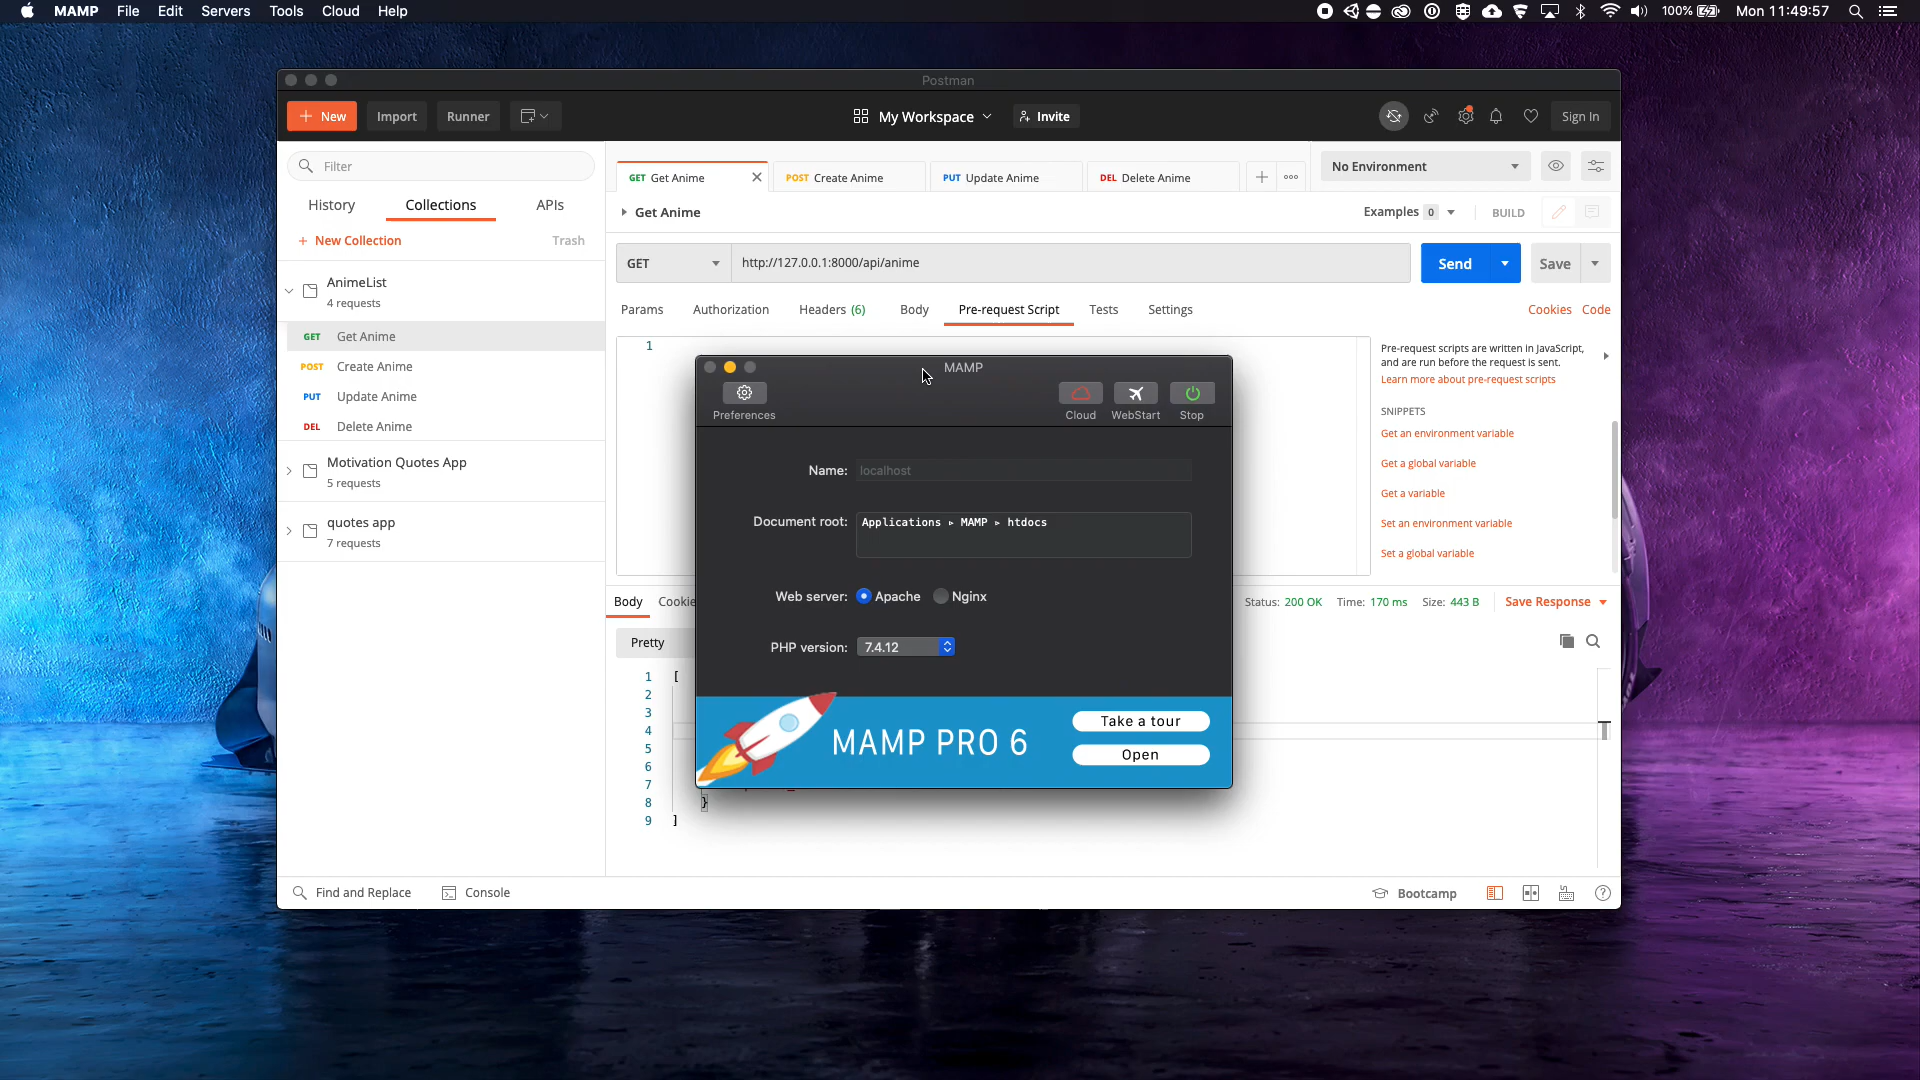 MAMP File Edit Servers Tools Cloud Help
100% Mon 11:49:57
Postman
+ New Import Runner
My Workspace Invite
Sign In
Filter
History Collections APIs
+ New Collection Trash
AnimeList
4 requests
GET Get Anime
POST Create Anime
PUT Update Anime
DEL Delete Anime
Motivation Quotes App
5 requests
quotes app
7 requests
GET Get Anime POST Create Anime PUT Update Anime DEL Delete Anime
No Environment
Get Anime
Examples 0 BUILD
GET http://127.0.0.1:8000/api/anime
Send Save
Params Authorization Headers (6) Body Pre-request Script Tests Settings
Cookies Code
1
Pre-request scripts are written in JavaScript,
and are run before the request is sent.
Learn more about pre-request scripts
SNIPPETS
Get an environment variable
Get a global variable
Get a variable
Set an environment variable
Set a global variable
MAMP
Preferences Cloud WebStart Stop
Name: localhost
Document root: Applications ▸ MAMP ▸ htdocs
Web server: Apache Nginx
PHP version: 7.4.12
MAMP PRO 6
Take a tour
Open
Body Cookie
Status: 200 OK Time: 170 ms Size: 443 B Save Response
Pretty
1 [
2
3
4
5
6
7
8 }
9 ]
Find and Replace Console
Bootcamp